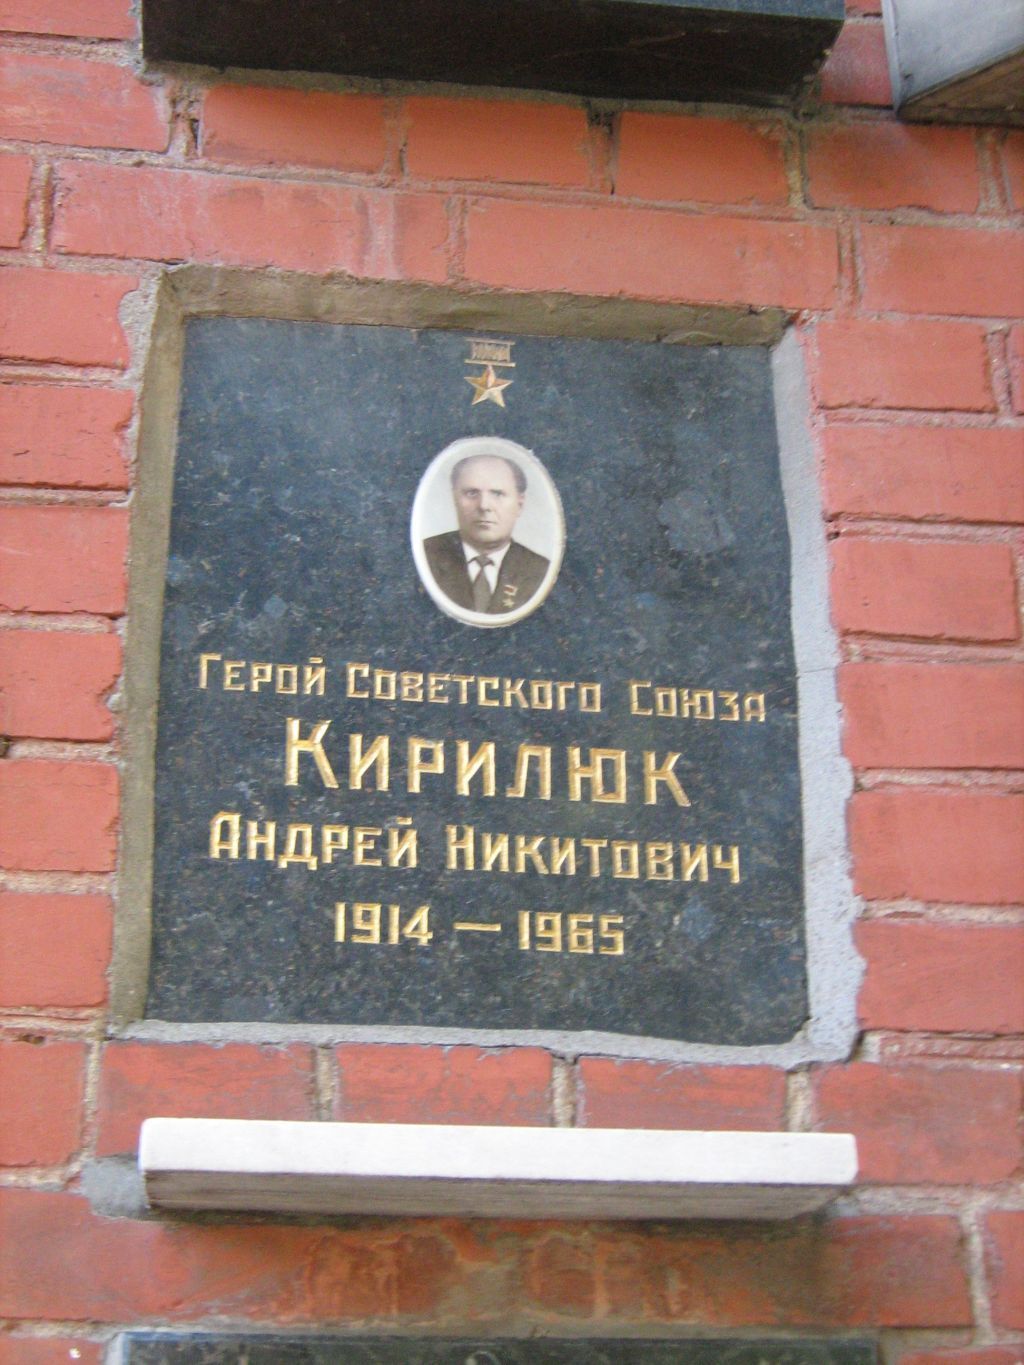 Герой Советского Союза
Кирилюк
Андрей Никитович
1914 — 1965